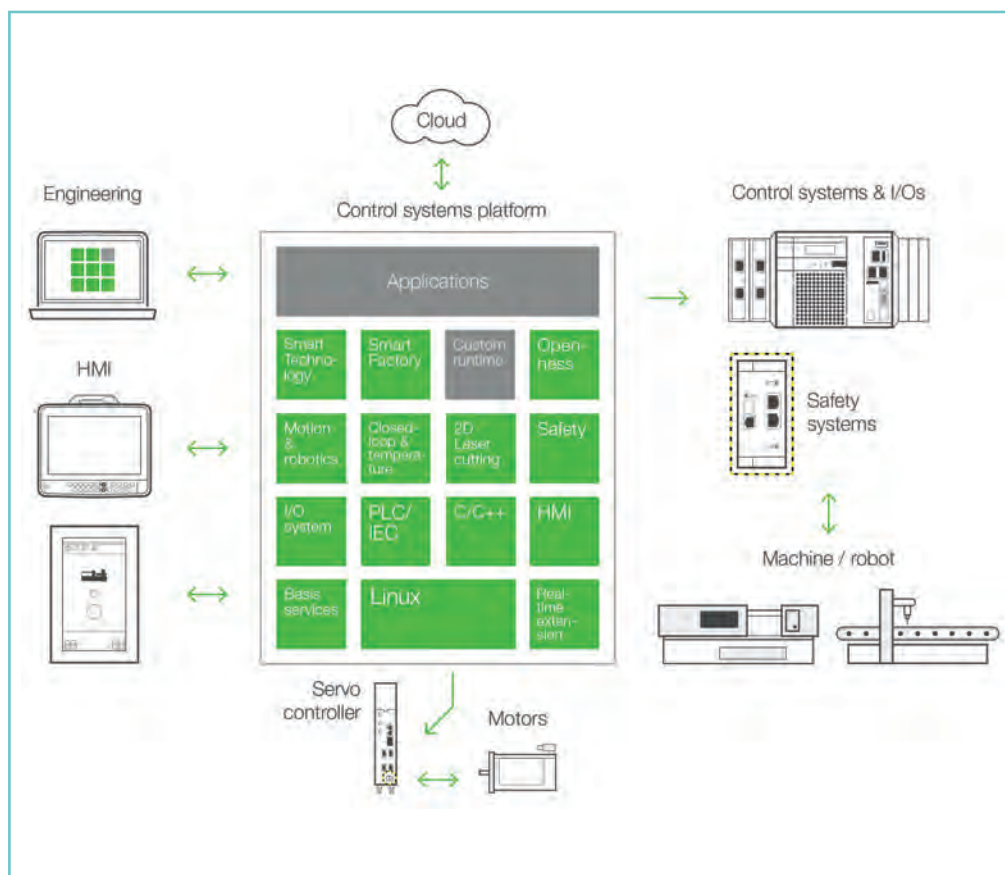 Cloud
Engineering
Control systems platform
Control systems & I/Os
Applications
Smart
Techno-
logy
Smart
Factory
Custom
runtime
Open-
ness
HMI
Safety
systems
Motion
& robotics
Closed-
loop &
tempera-
ture
2D
Laser
cutting
Safety
I/O
system
PLC/
IEC
C/C++
HMI
Machine / robot
Basis
services
Linux
Real-
time
exten-
sion
Servo
controller
Motors